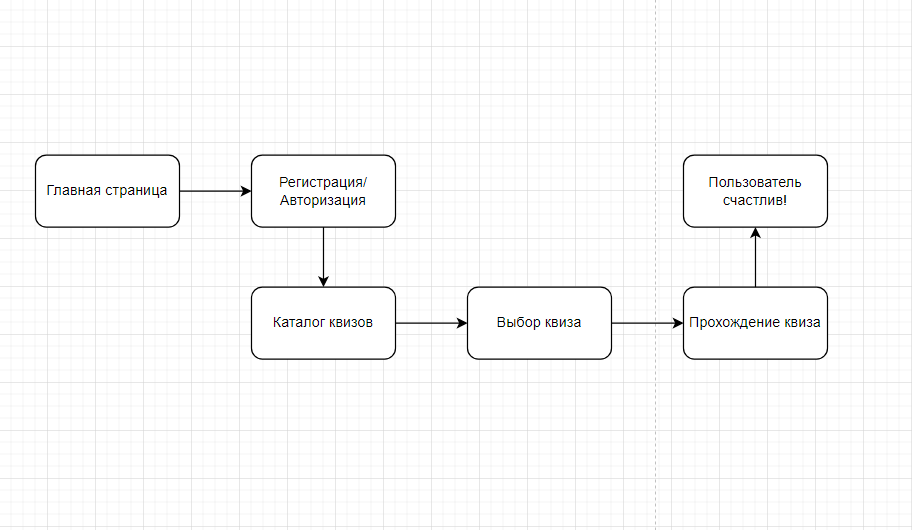 Главная страница
Регистрация/
Авторизация
Каталог квизов
Выбор квиза
Прохождение квиза
Пользователь
счастлив!